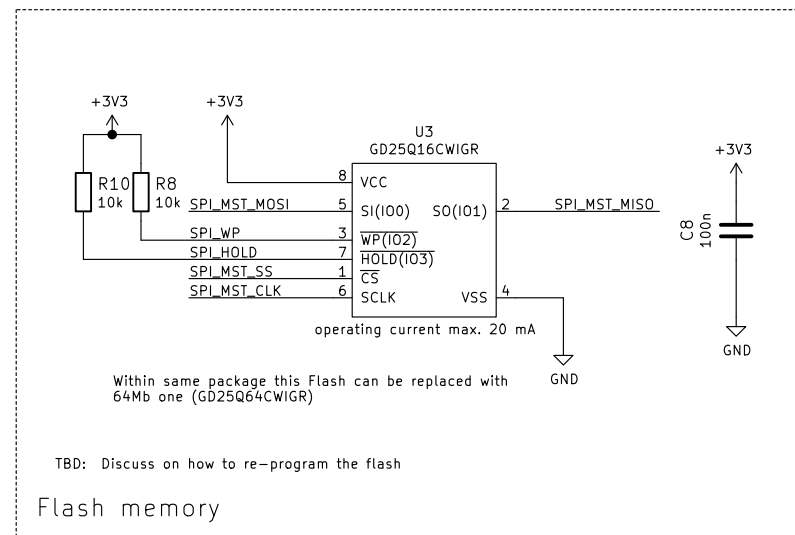 +3V3
+3V3
U3
GD25Q16CWIGR
+3V3
R10
10k
R8
10k
8
VCC
SPI_MST_MOSI
5
SI(IO0)
SO(IO1)
2
SPI_MST_MISO
SPI_WP
3
WP(IO2)
SPI_HOLD
7
HOLD(IO3)
SPI_MST_SS
1
CS
SPI_MST_CLK
6
SCLK
VSS
4
C8
100n
operating current max. 20 mA
GND
GND
Within same package this Flash can be replaced with
64Mb one (GD25Q64CWIGR)
TBD: Discuss on how to re-program the flash
Flash memory